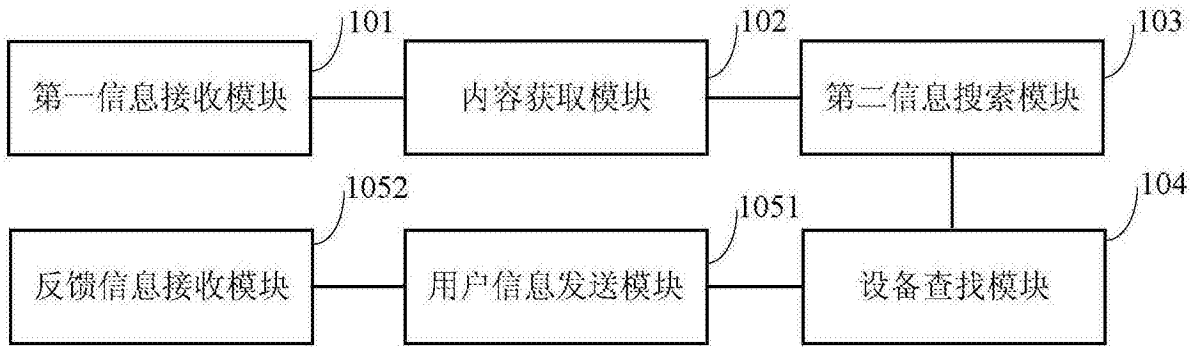 101
102
103
第一信息接收模块
内容获取模块
第二信息搜索模块
1052
1051
104
反馈信息接收模块
用户信息发送模块
设备查找模块